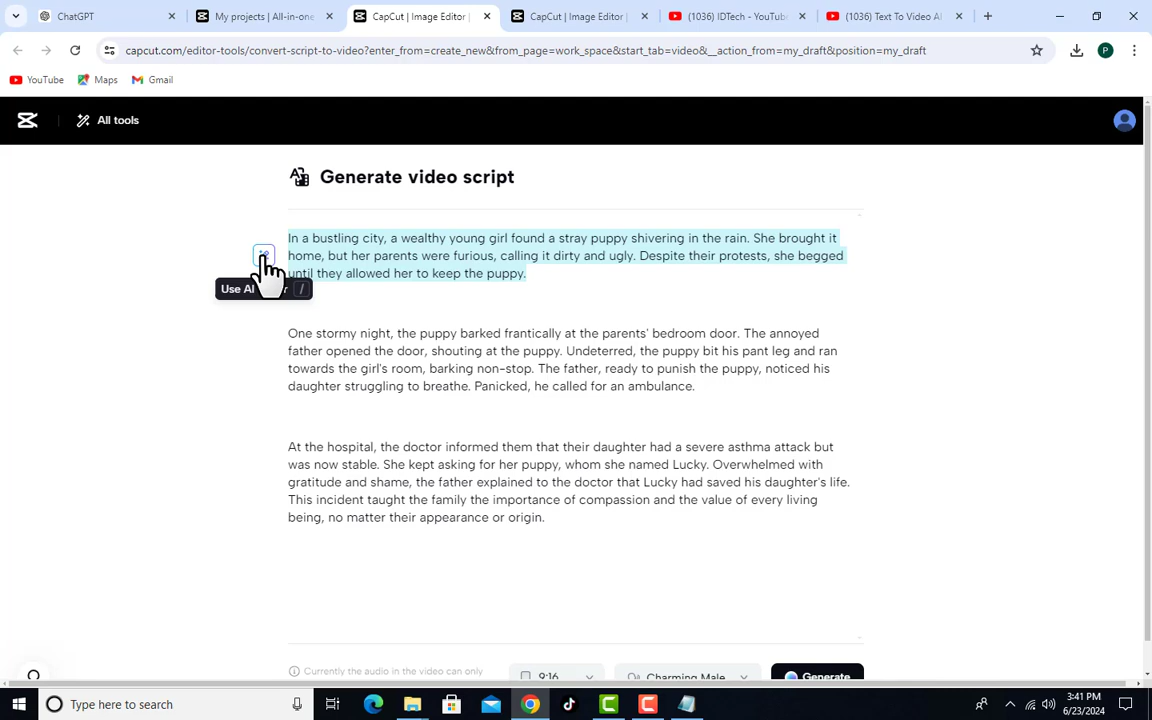 ChatGPT
My projects | All-in-one
CapCut | Image Editor |
CapCut | Image Editor |
(1036) IDTech - YouTube
(1036) Text To Video AI
capcut.com/editor-tools/convert-script-to-video?enter_from=create_new&from_page=work_space&start_tab=video&__action_from=my_draft&position=my_draft
P
YouTube
Maps
Gmail
All tools
Generate video script
In a bustling city, a wealthy young girl found a stray puppy shivering in the rain. She brought it
home, but her parents were furious, calling it dirty and ugly. Despite their protests, she begged
until they allowed her to keep the puppy.
Use AI
/
One stormy night, the puppy barked frantically at the parents' bedroom door. The annoyed
father opened the door, shouting at the puppy. Undeterred, the puppy bit his pant leg and ran
towards the girl's room, barking non-stop. The father, ready to punish the puppy, noticed his
daughter struggling to breathe. Panicked, he called for an ambulance.
At the hospital, the doctor informed them that their daughter had a severe asthma attack but
was now stable. She kept asking for her puppy, whom she named Lucky. Overwhelmed with
gratitude and shame, the father explained to the doctor that Lucky had saved his daughter's life.
This incident taught the family the importance of compassion and the value of every living
being, no matter their appearance or origin.
Currently the audio in the video can only
9:16
Charming Male
Generate
Type here to search
3:41 PM
6/23/2024